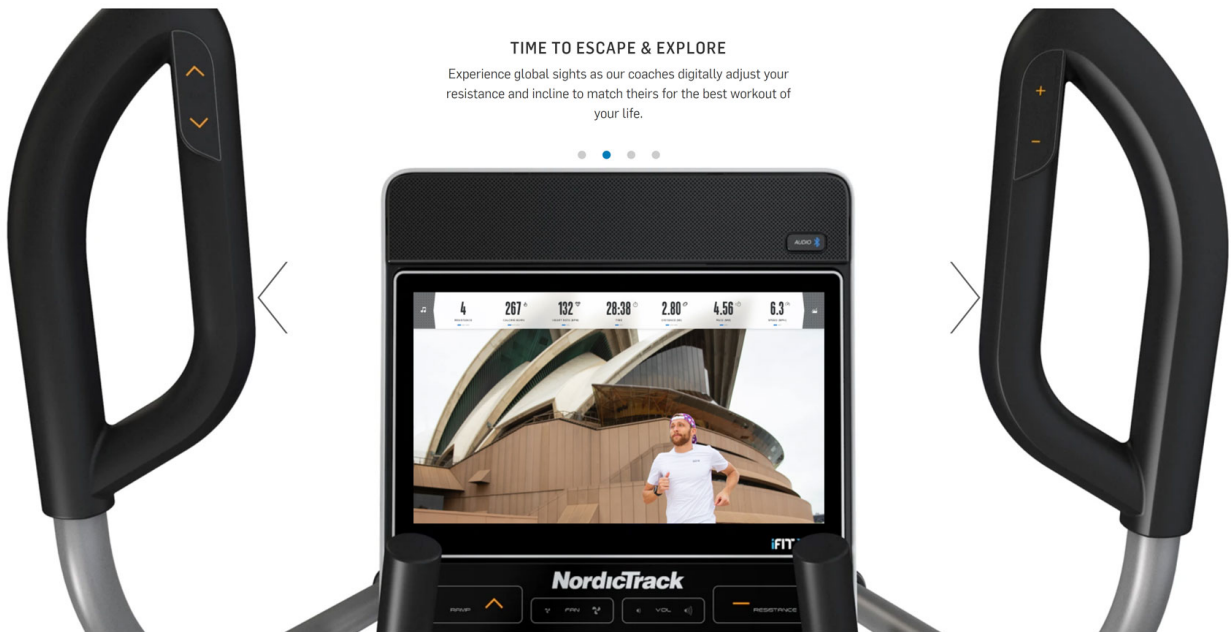 TIME TO ESCAPE & EXPLORE
Experience global sights as our coaches digitally adjust your
resistance and incline to match theirs for the best workout of
your life.
AUDIO
4 267 132 28:38 2.80 4.56 6.3
RESISTANCE
iFIT
NordicTrack
RAMP FAN VOL RESISTANCE